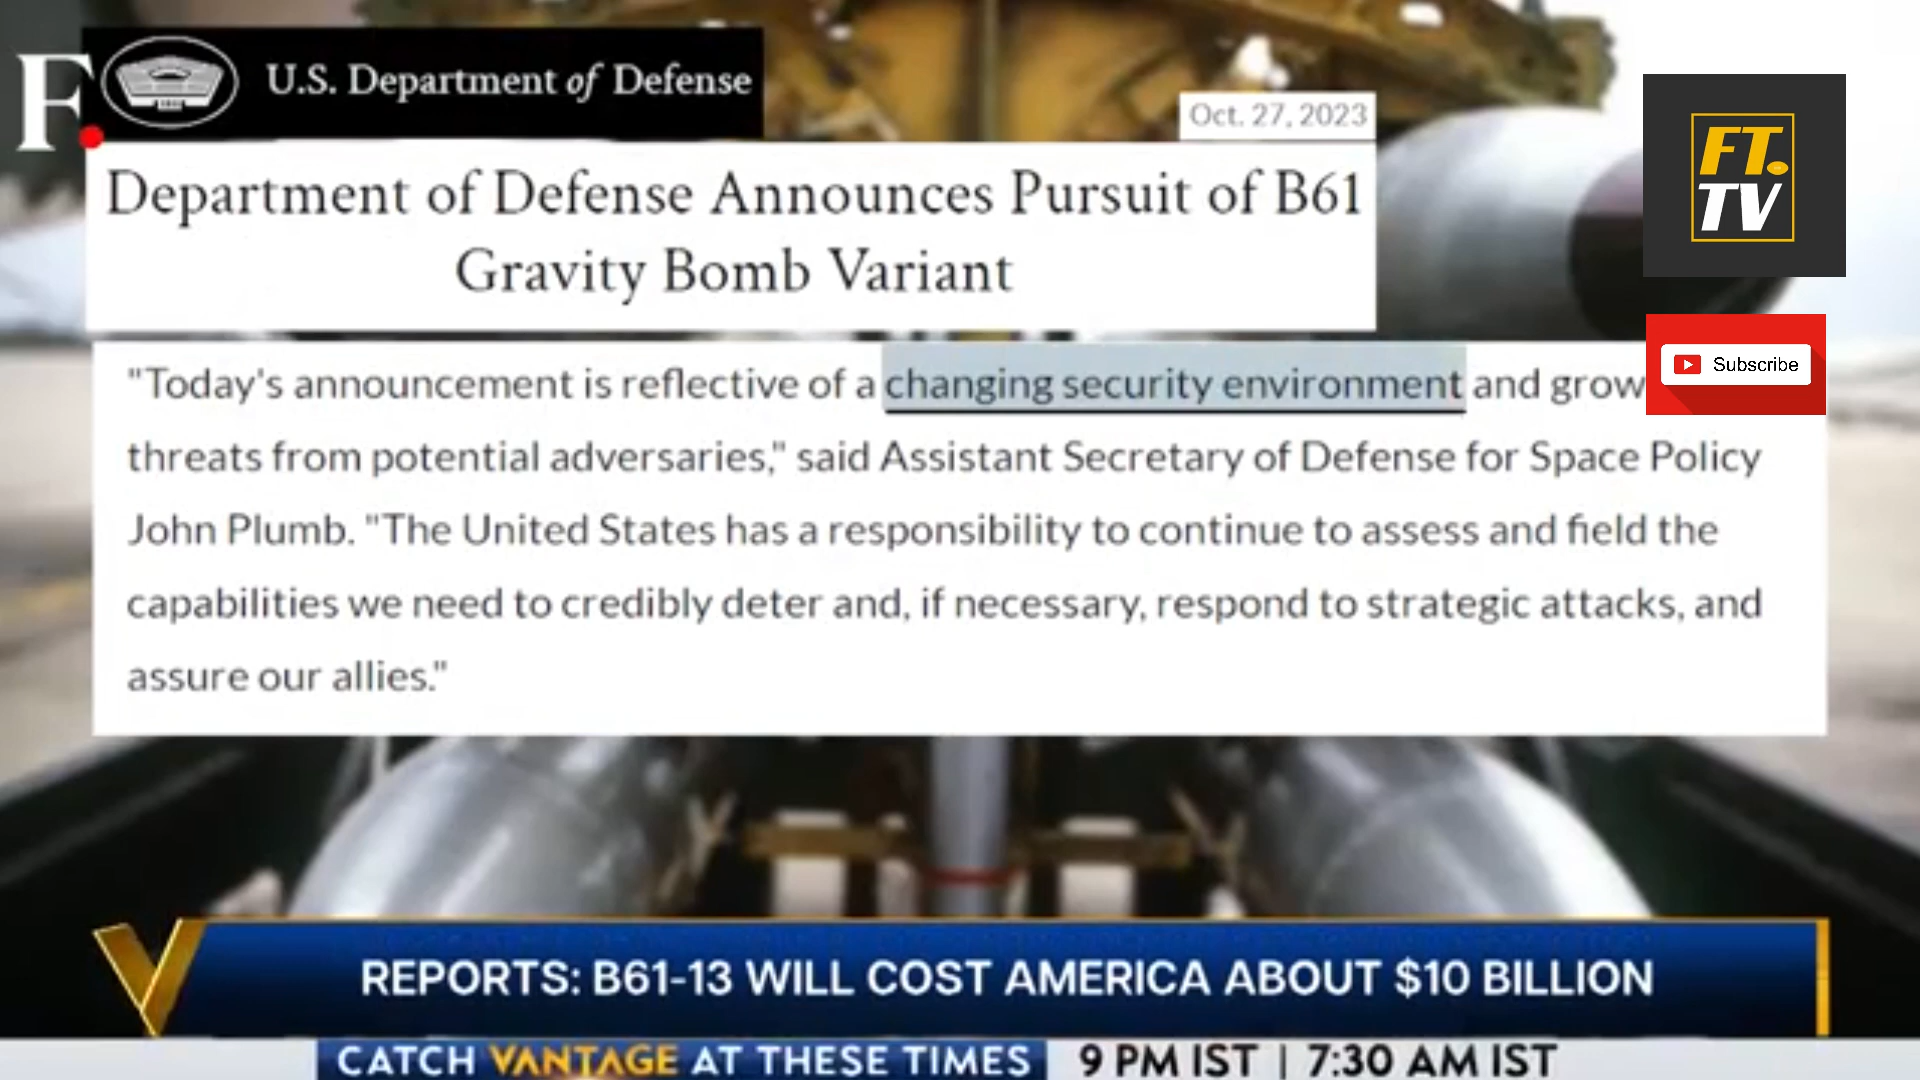 F.
U.S. Department of Defense
Oct. 27, 2023
FT.
TV
Department of Defense Announces Pursuit of B61
Gravity Bomb Variant
Subscribe
"Today's announcement is reflective of a changing security environment and grow
threats from potential adversaries," said Assistant Secretary of Defense for Space Policy
John Plumb. "The United States has a responsibility to continue to assess and field the
capabilities we need to credibly deter and, if necessary, respond to strategic attacks, and
assure our allies."
REPORTS: B61-13 WILL COST AMERICA ABOUT $10 BILLION
CATCH VANTAGE AT THESE TIMES 9 PM IST | 7:30 AM IST